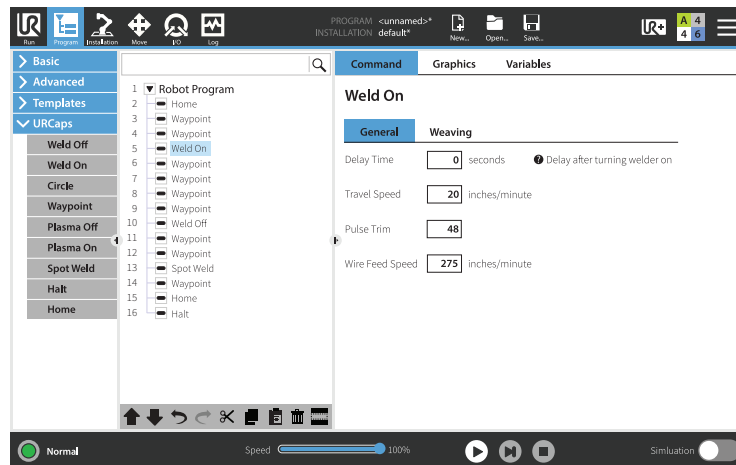 UR
Run
Program
Installation
Move
I/O
Log
PROGRAM <unnamed>*
INSTALLATION default*
New...
Open...
Save...
UR+
A 4
4 6
Basic
Advanced
Templates
URCaps
Weld Off
Weld On
Circle
Waypoint
Plasma Off
Plasma On
Spot Weld
Halt
Home
1 Robot Program
2 Home
3 Waypoint
4 Waypoint
5 Weld On
6 Waypoint
7 Waypoint
8 Waypoint
9 Waypoint
10 Weld Off
11 Waypoint
12 Waypoint
13 Spot Weld
14 Waypoint
15 Home
16 Halt
Command Graphics Variables
Weld On
General Weaving
Delay Time 0 seconds ? Delay after turning welder on
Travel Speed 20 inches/minute
Pulse Trim 48
Wire Feed Speed 275 inches/minute
Normal
Speed 100%
Simluation